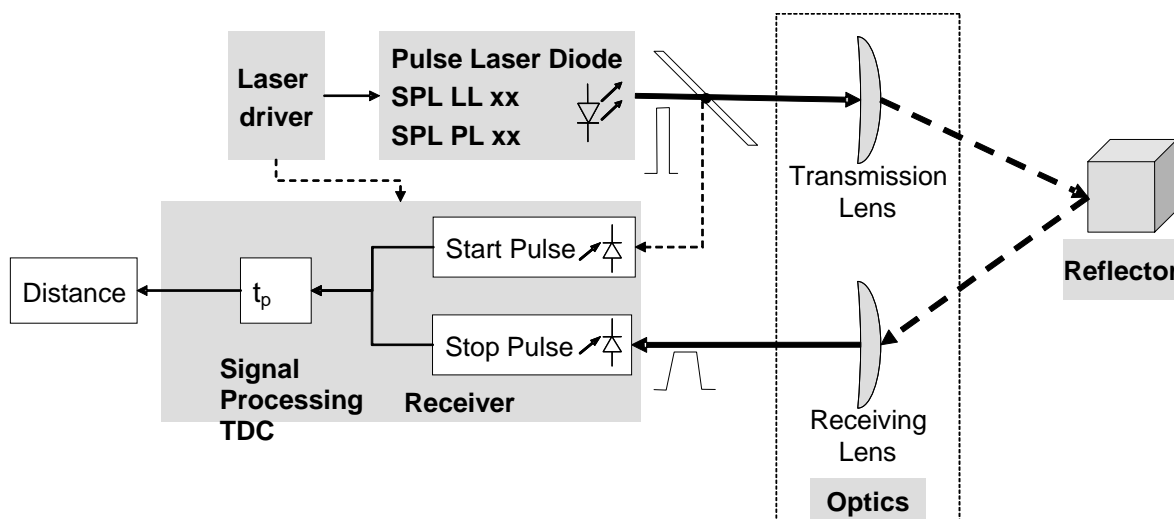 Laser
driver
Pulse Laser Diode
SPL LL xx
SPL PL xx
Transmission
Lens
Reflector
Start Pulse
Distance
tₚ
Stop Pulse
Signal
Processing
TDC
Receiver
Receiving
Lens
Optics